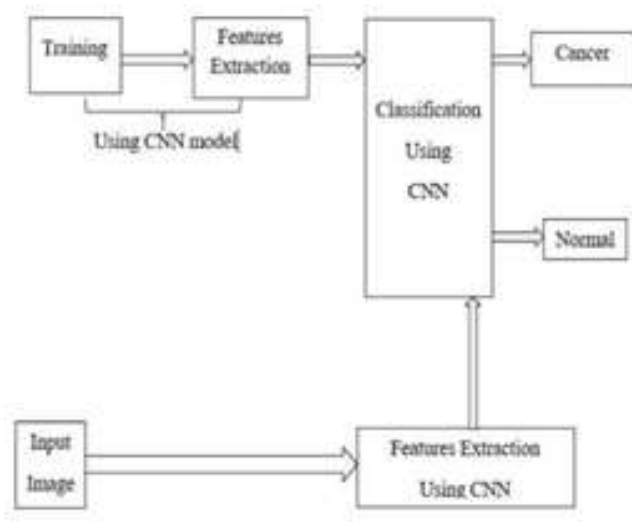 Training
Features
Extraction
Using CNN model
Classification
Using
CNN
Cancer
Normal
Input
Image
Features Extraction
Using CNN